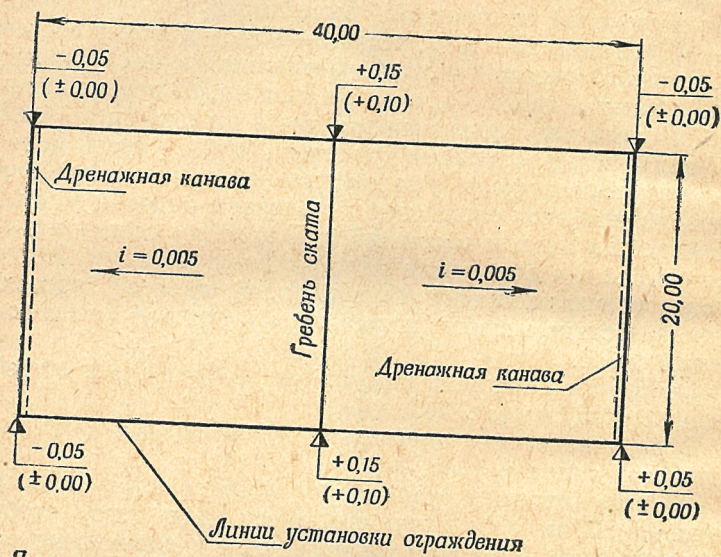 40,00
- 0,05
(±0,00)
+0,15
(+0,10)
- 0,05
(±0,00)
Дренажная канава
i = 0,005
Гребень ската
i = 0,005
20,00
Дренажная канава
- 0,05
(±0,00)
+0,15
(+0,10)
+0,05
(±0,00)
Линии установки ограждения